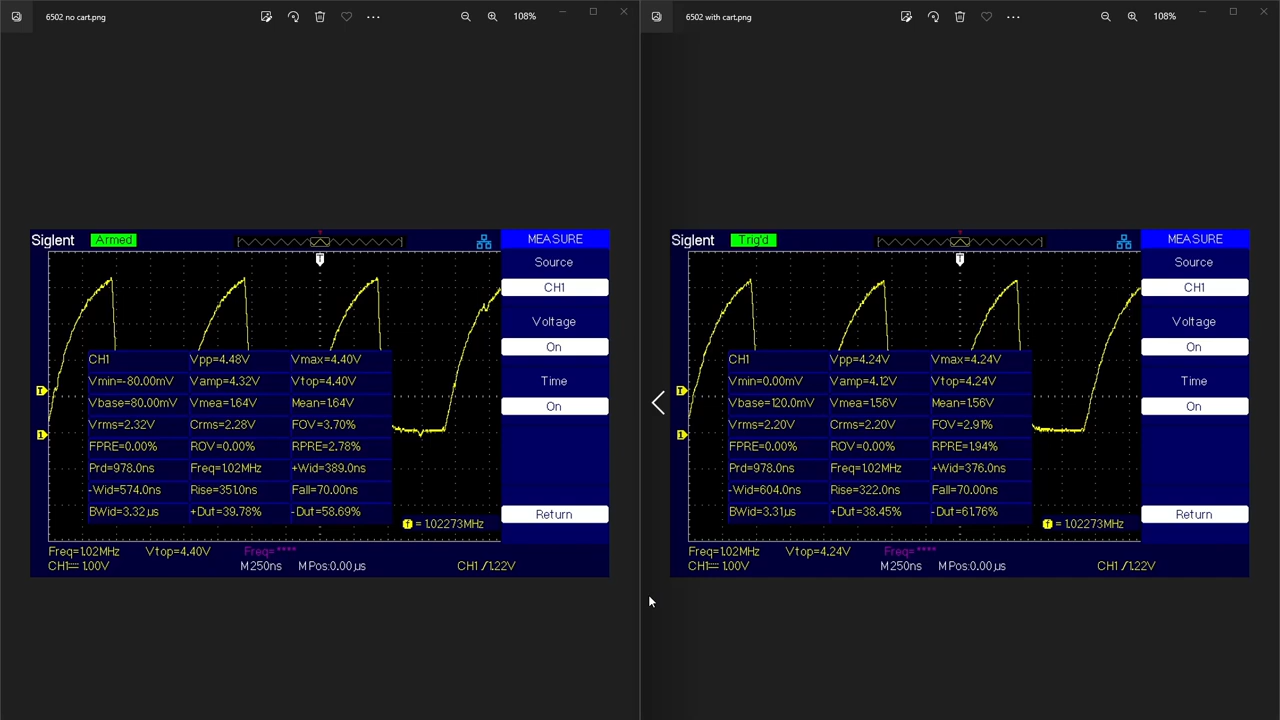 6502 no cart.png
108%
Siglent Armed
T
MEASURE
Source
CH1
Voltage
On
Time
On
Return
CH1 Vpp=4.48V Vmax=4.40V
Vmin=-80.00mV Vamp=4.32V Vtop=4.40V
Vbase=80.00mV Vmea=1.64V Mean=1.64V
Vrms=2.32V Crms=2.28V FOV=3.70%
FPRE=0.00% ROV=0.00% RPRE=2.78%
Prd=978.0ns Freq=1.02MHz +Wid=389.0ns
-Wid=574.0ns Rise=351.0ns Fall=70.00ns
BWid=3.32µs +Dut=39.78% -Dut=58.69%
1
f = 1.02273MHz
Freq=1.02MHz Vtop=4.40V Freq=****
CH1 1.00V M 250ns M Pos:0.00 µs CH1 / 1.22V
6502 with cart.png
108%
Siglent Trig'd
T
MEASURE
Source
CH1
Voltage
On
Time
On
Return
CH1 Vpp=4.24V Vmax=4.24V
Vmin=0.00mV Vamp=4.12V Vtop=4.24V
Vbase=120.0mV Vmea=1.56V Mean=1.56V
Vrms=2.20V Crms=2.20V FOV=2.91%
FPRE=0.00% ROV=0.00% RPRE=1.94%
Prd=978.0ns Freq=1.02MHz +Wid=376.0ns
-Wid=604.0ns Rise=322.0ns Fall=70.00ns
BWid=3.31µs +Dut=38.45% -Dut=61.76%
1
f = 1.02273MHz
Freq=1.02MHz Vtop=4.24V Freq=****
CH1 1.00V M 250ns M Pos:0.00 µs CH1 / 1.22V